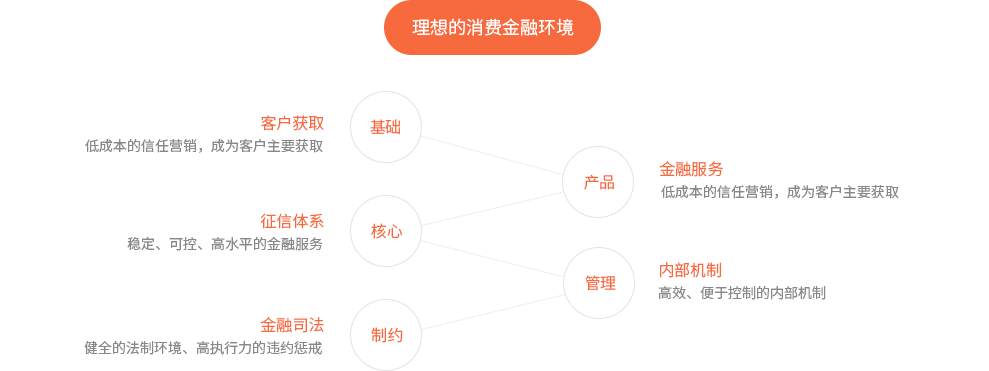 理想的消费金融环境
客户获取
低成本的信任营销，成为客户主要获取
基础
产品
金融服务
低成本的信任营销，成为客户主要获取
征信体系
稳定、可控、高水平的金融服务
核心
管理
内部机制
高效、便于控制的内部机制
金融司法
健全的法制环境、高执行力的违约惩戒
制约